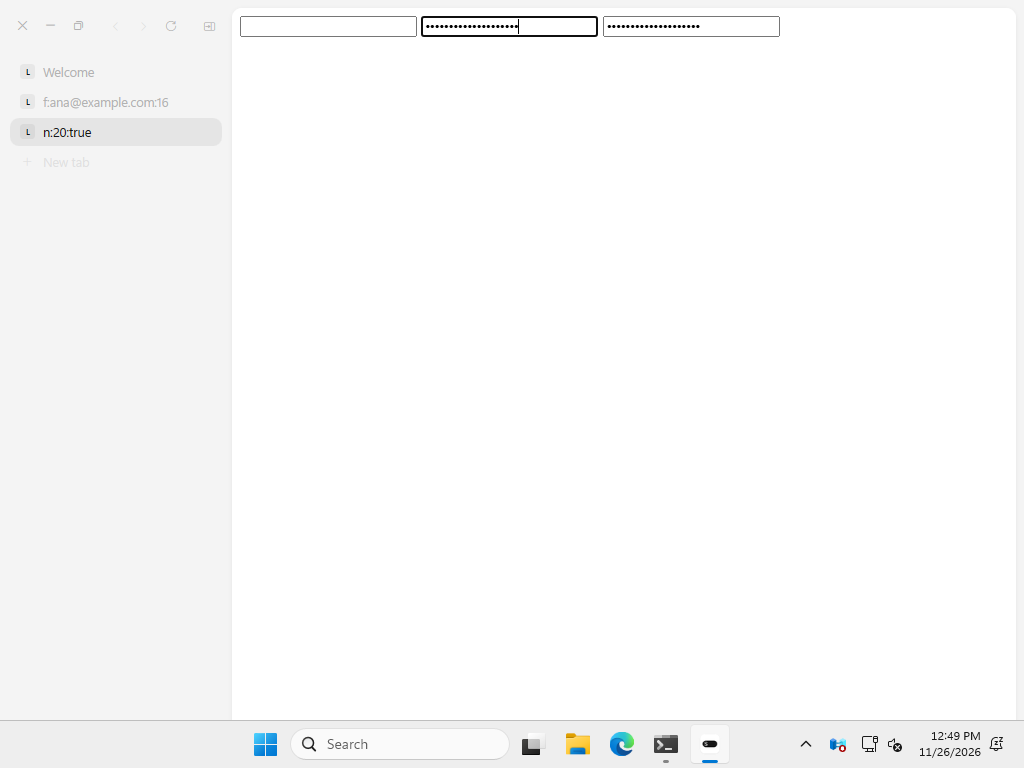 L Welcome
L f:ana@example.com:16
L n:20:true
+ New tab
•••••••••••••••••••• ••••••••••••••••••••
Search
12:49 PM
11/26/2026